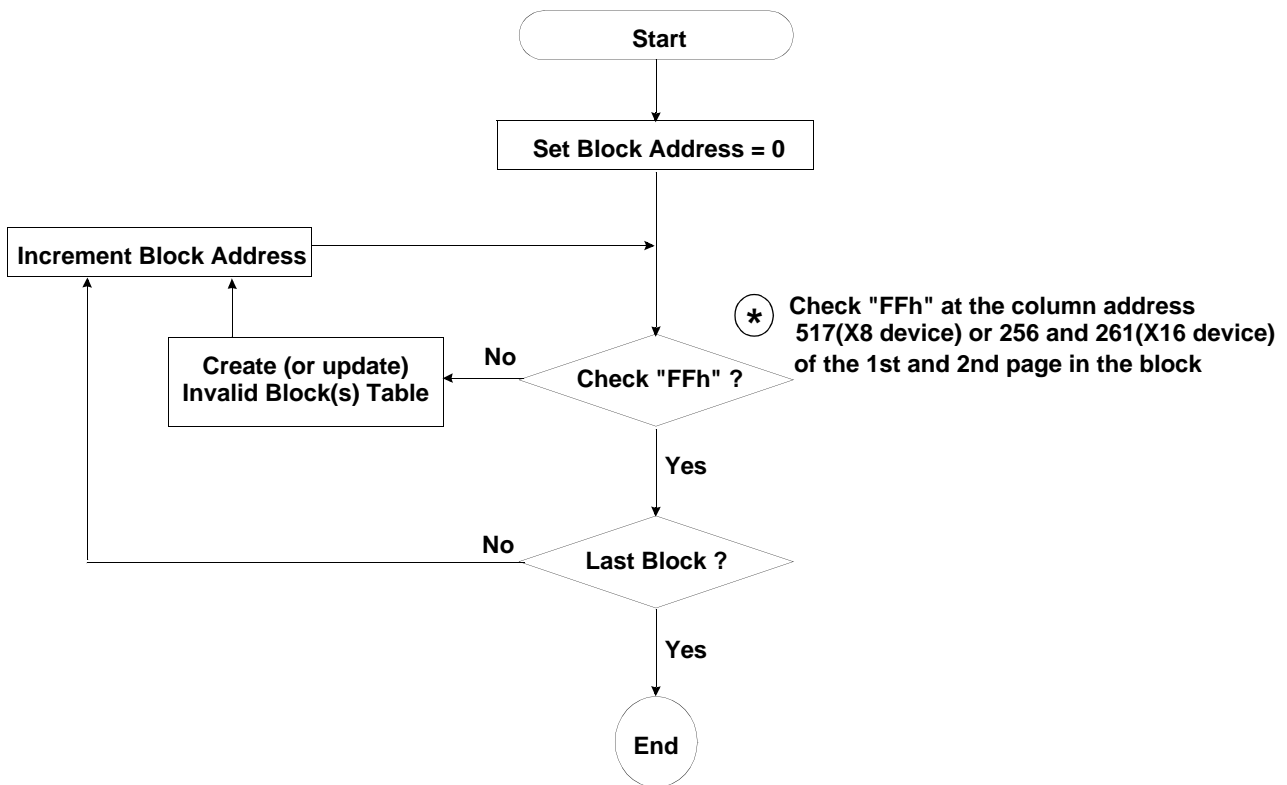 Start
Set Block Address = 0
Increment Block Address
* Check "FFh" at the column address
517(X8 device) or 256 and 261(X16 device)
of the 1st and 2nd page in the block
No
Create (or update)
Invalid Block(s) Table
Check "FFh" ?
Yes
No
Last Block ?
Yes
End